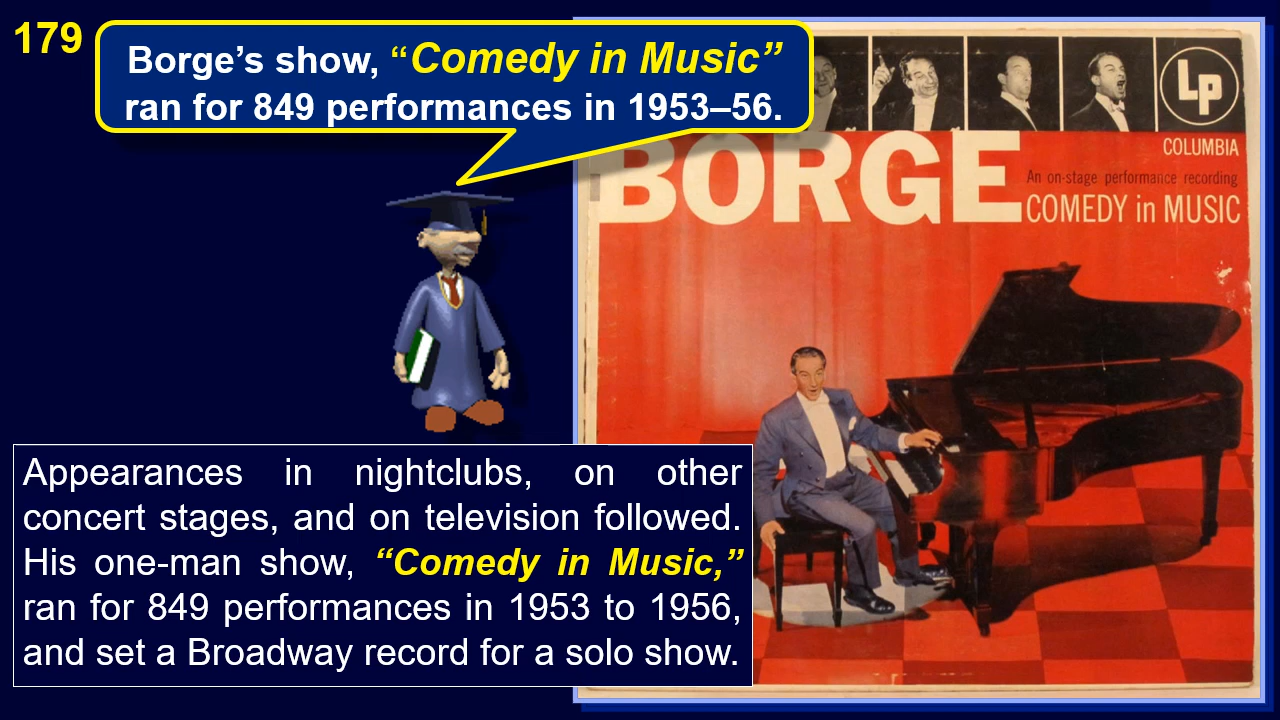 179
Borge’s show, “Comedy in Music”
ran for 849 performances in 1953–56.
LP
COLUMBIA
BORGE
An on-stage performance recording
COMEDY in MUSIC
Appearances in nightclubs, on other
concert stages, and on television followed.
His one-man show, “Comedy in Music,”
ran for 849 performances in 1953 to 1956,
and set a Broadway record for a solo show.